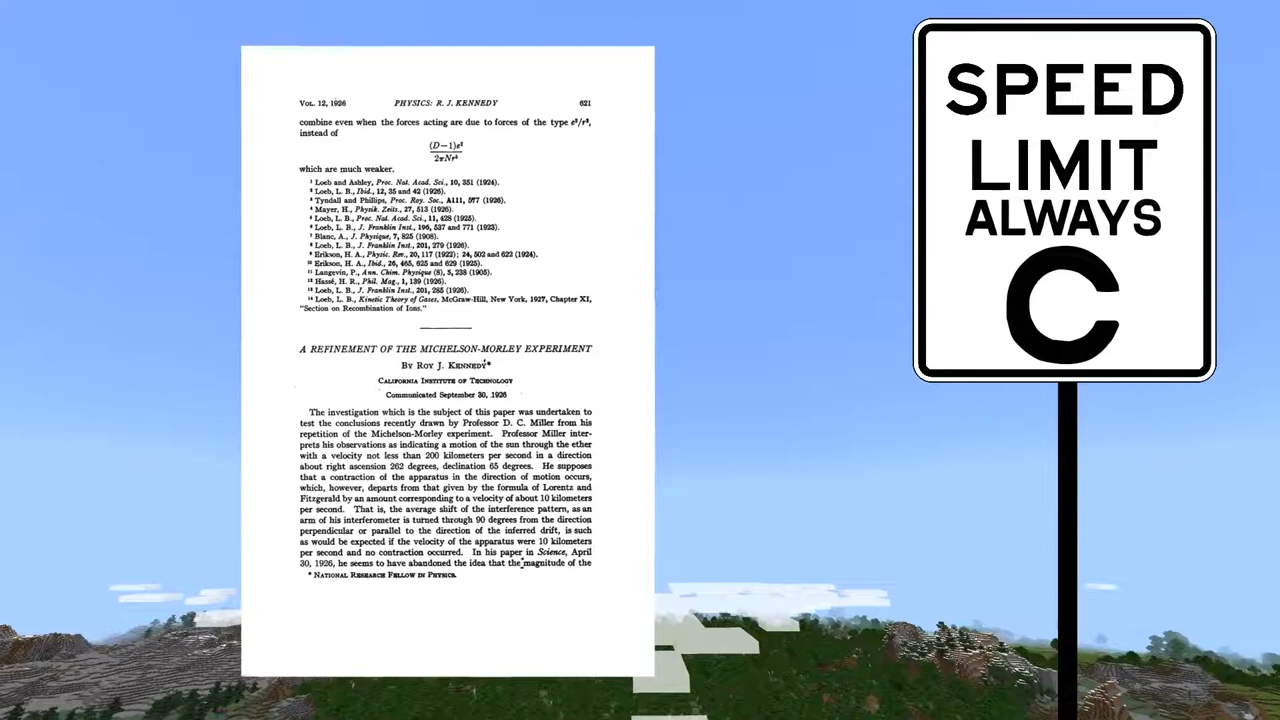 VOL. 12, 1926 PHYSICS: R. J. KENNEDY 621
combine even when the forces acting are due to forces of the type e²/r²,
instead of
(D−1)e²
2πNr⁵
which are much weaker.
¹ Loeb and Ashley, Proc. Nat. Acad. Sci., 10, 351 (1924).
² Loeb, L. B., Ibid., 12, 35 and 42 (1926).
³ Tyndall and Phillips, Proc. Roy. Soc., A111, 577 (1926).
⁴ Mayer, H., Physik. Zeits., 27, 513 (1926).
⁵ Loeb, L. B., Proc. Nat. Acad. Sci., 11, 428 (1925).
⁶ Loeb, L. B., J. Franklin Inst., 196, 537 and 771 (1923).
⁷ Blanc, A., J. Physique, 7, 825 (1908).
⁸ Loeb, L. B., J. Franklin Inst., 201, 279 (1926).
⁹ Erikson, H. A., Physic. Rev., 20, 117 (1922); 24, 502 and 622 (1924).
¹⁰ Erikson, H. A., Ibid., 26, 465, 625 and 629 (1925).
¹¹ Langevin, P., Ann. Chim. Physique (8), 5, 238 (1905).
¹² Hassé, H. R., Phil. Mag., 1, 139 (1926).
¹³ Loeb, L. B., J. Franklin Inst., 201, 285 (1926).
¹⁴ Loeb, L. B., Kinetic Theory of Gases, McGraw-Hill, New York, 1927, Chapter XI,
"Section on Recombination of Ions."
A REFINEMENT OF THE MICHELSON-MORLEY EXPERIMENT
BY ROY J. KENNEDY*
CALIFORNIA INSTITUTE OF TECHNOLOGY
Communicated September 30, 1926
The investigation which is the subject of this paper was undertaken to
test the conclusions recently drawn by Professor D. C. Miller from his
repetition of the Michelson-Morley experiment. Professor Miller inter-
prets his observations as indicating a motion of the sun through the ether
with a velocity not less than 200 kilometers per second in a direction
about right ascension 262 degrees, declination 65 degrees. He supposes
that a contraction of the apparatus in the direction of motion occurs,
which, however, departs from that given by the formula of Lorentz and
Fitzgerald by an amount corresponding to a velocity of about 10 kilometers
per second. That is, the average shift of the interference pattern, as an
arm of his interferometer is turned through 90 degrees from the direction
perpendicular or parallel to the direction of the inferred drift, is such
as would be expected if the velocity of the apparatus were 10 kilometers
per second and no contraction occurred. In his paper in Science, April
30, 1926, he seems to have abandoned the idea that the magnitude of the
* NATIONAL RESEARCH FELLOW IN PHYSICS.
SPEED
LIMIT
ALWAYS
C